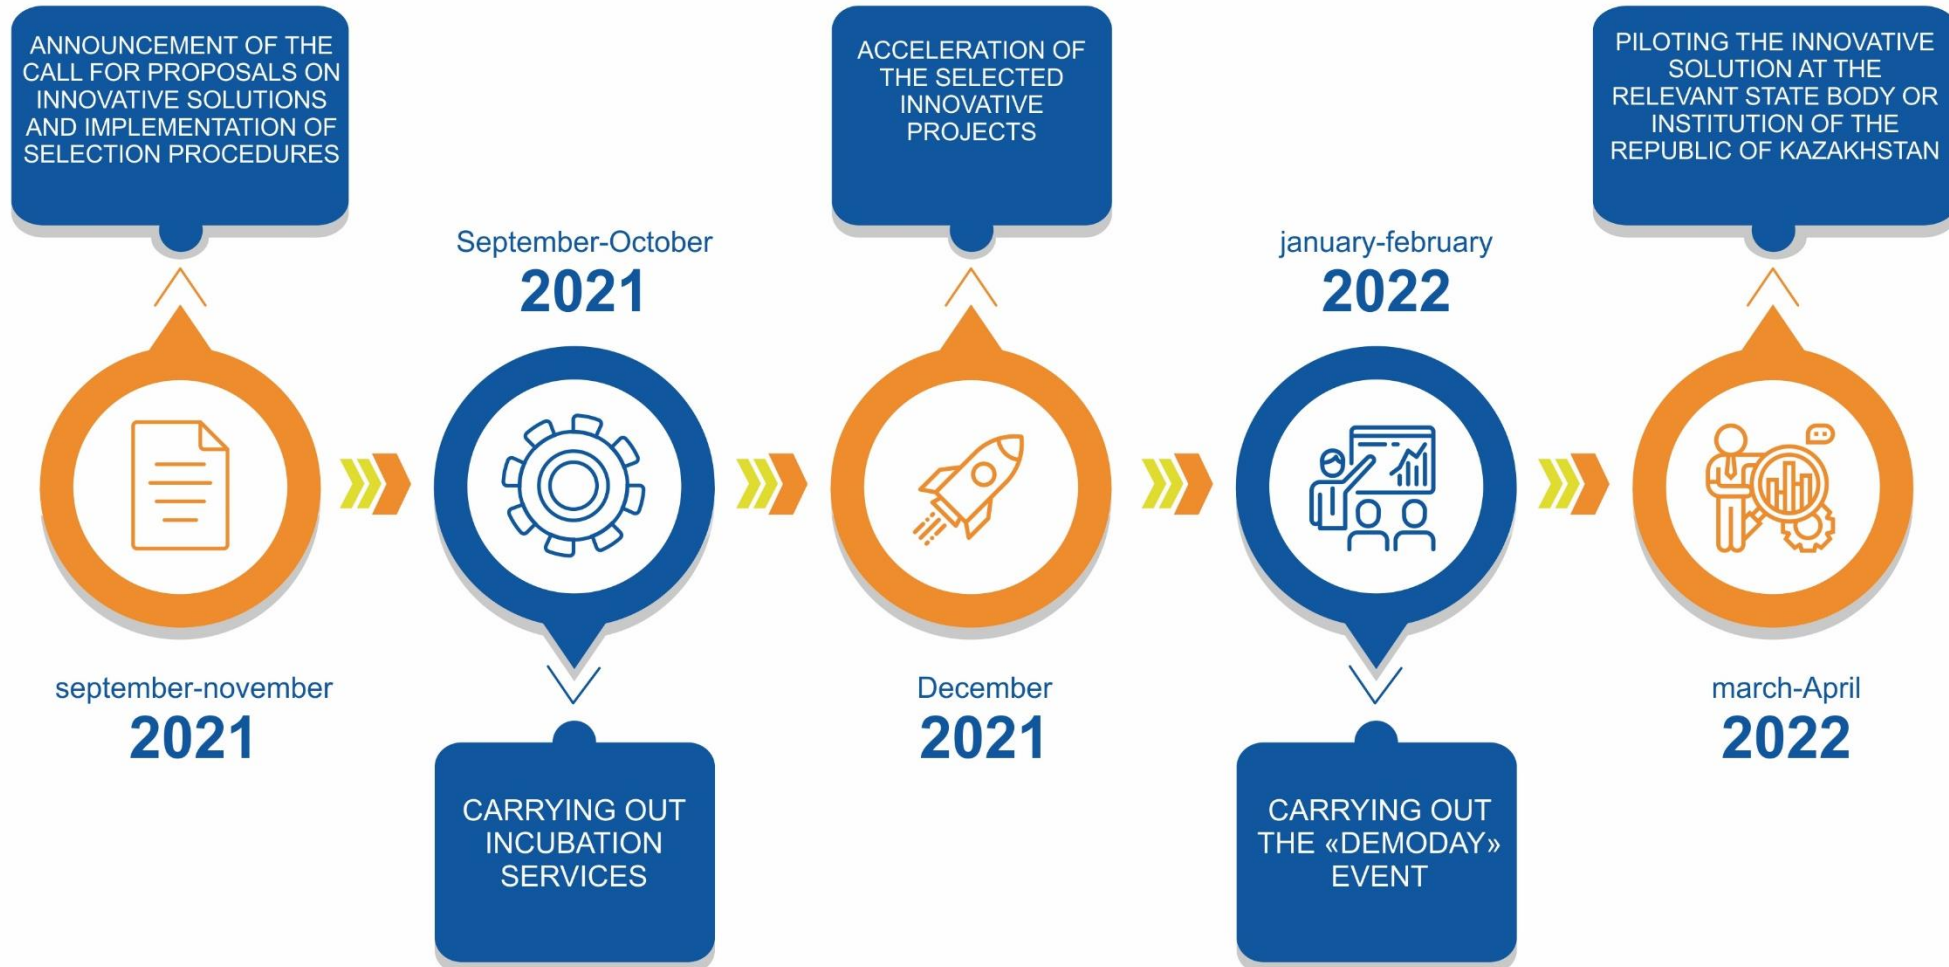 ANNOUNCEMENT OF THE
CALL FOR PROPOSALS ON
INNOVATIVE SOLUTIONS
AND IMPLEMENTATION OF
SELECTION PROCEDURES
september-november
2021
September-October
2021
CARRYING OUT
INCUBATION
SERVICES
ACCELERATION OF
THE SELECTED
INNOVATIVE
PROJECTS
December
2021
january-february
2022
CARRYING OUT
THE «DEMODAY»
EVENT
PILOTING THE INNOVATIVE
SOLUTION AT THE
RELEVANT STATE BODY OR
INSTITUTION OF THE
REPUBLIC OF KAZAKHSTAN
march-April
2022